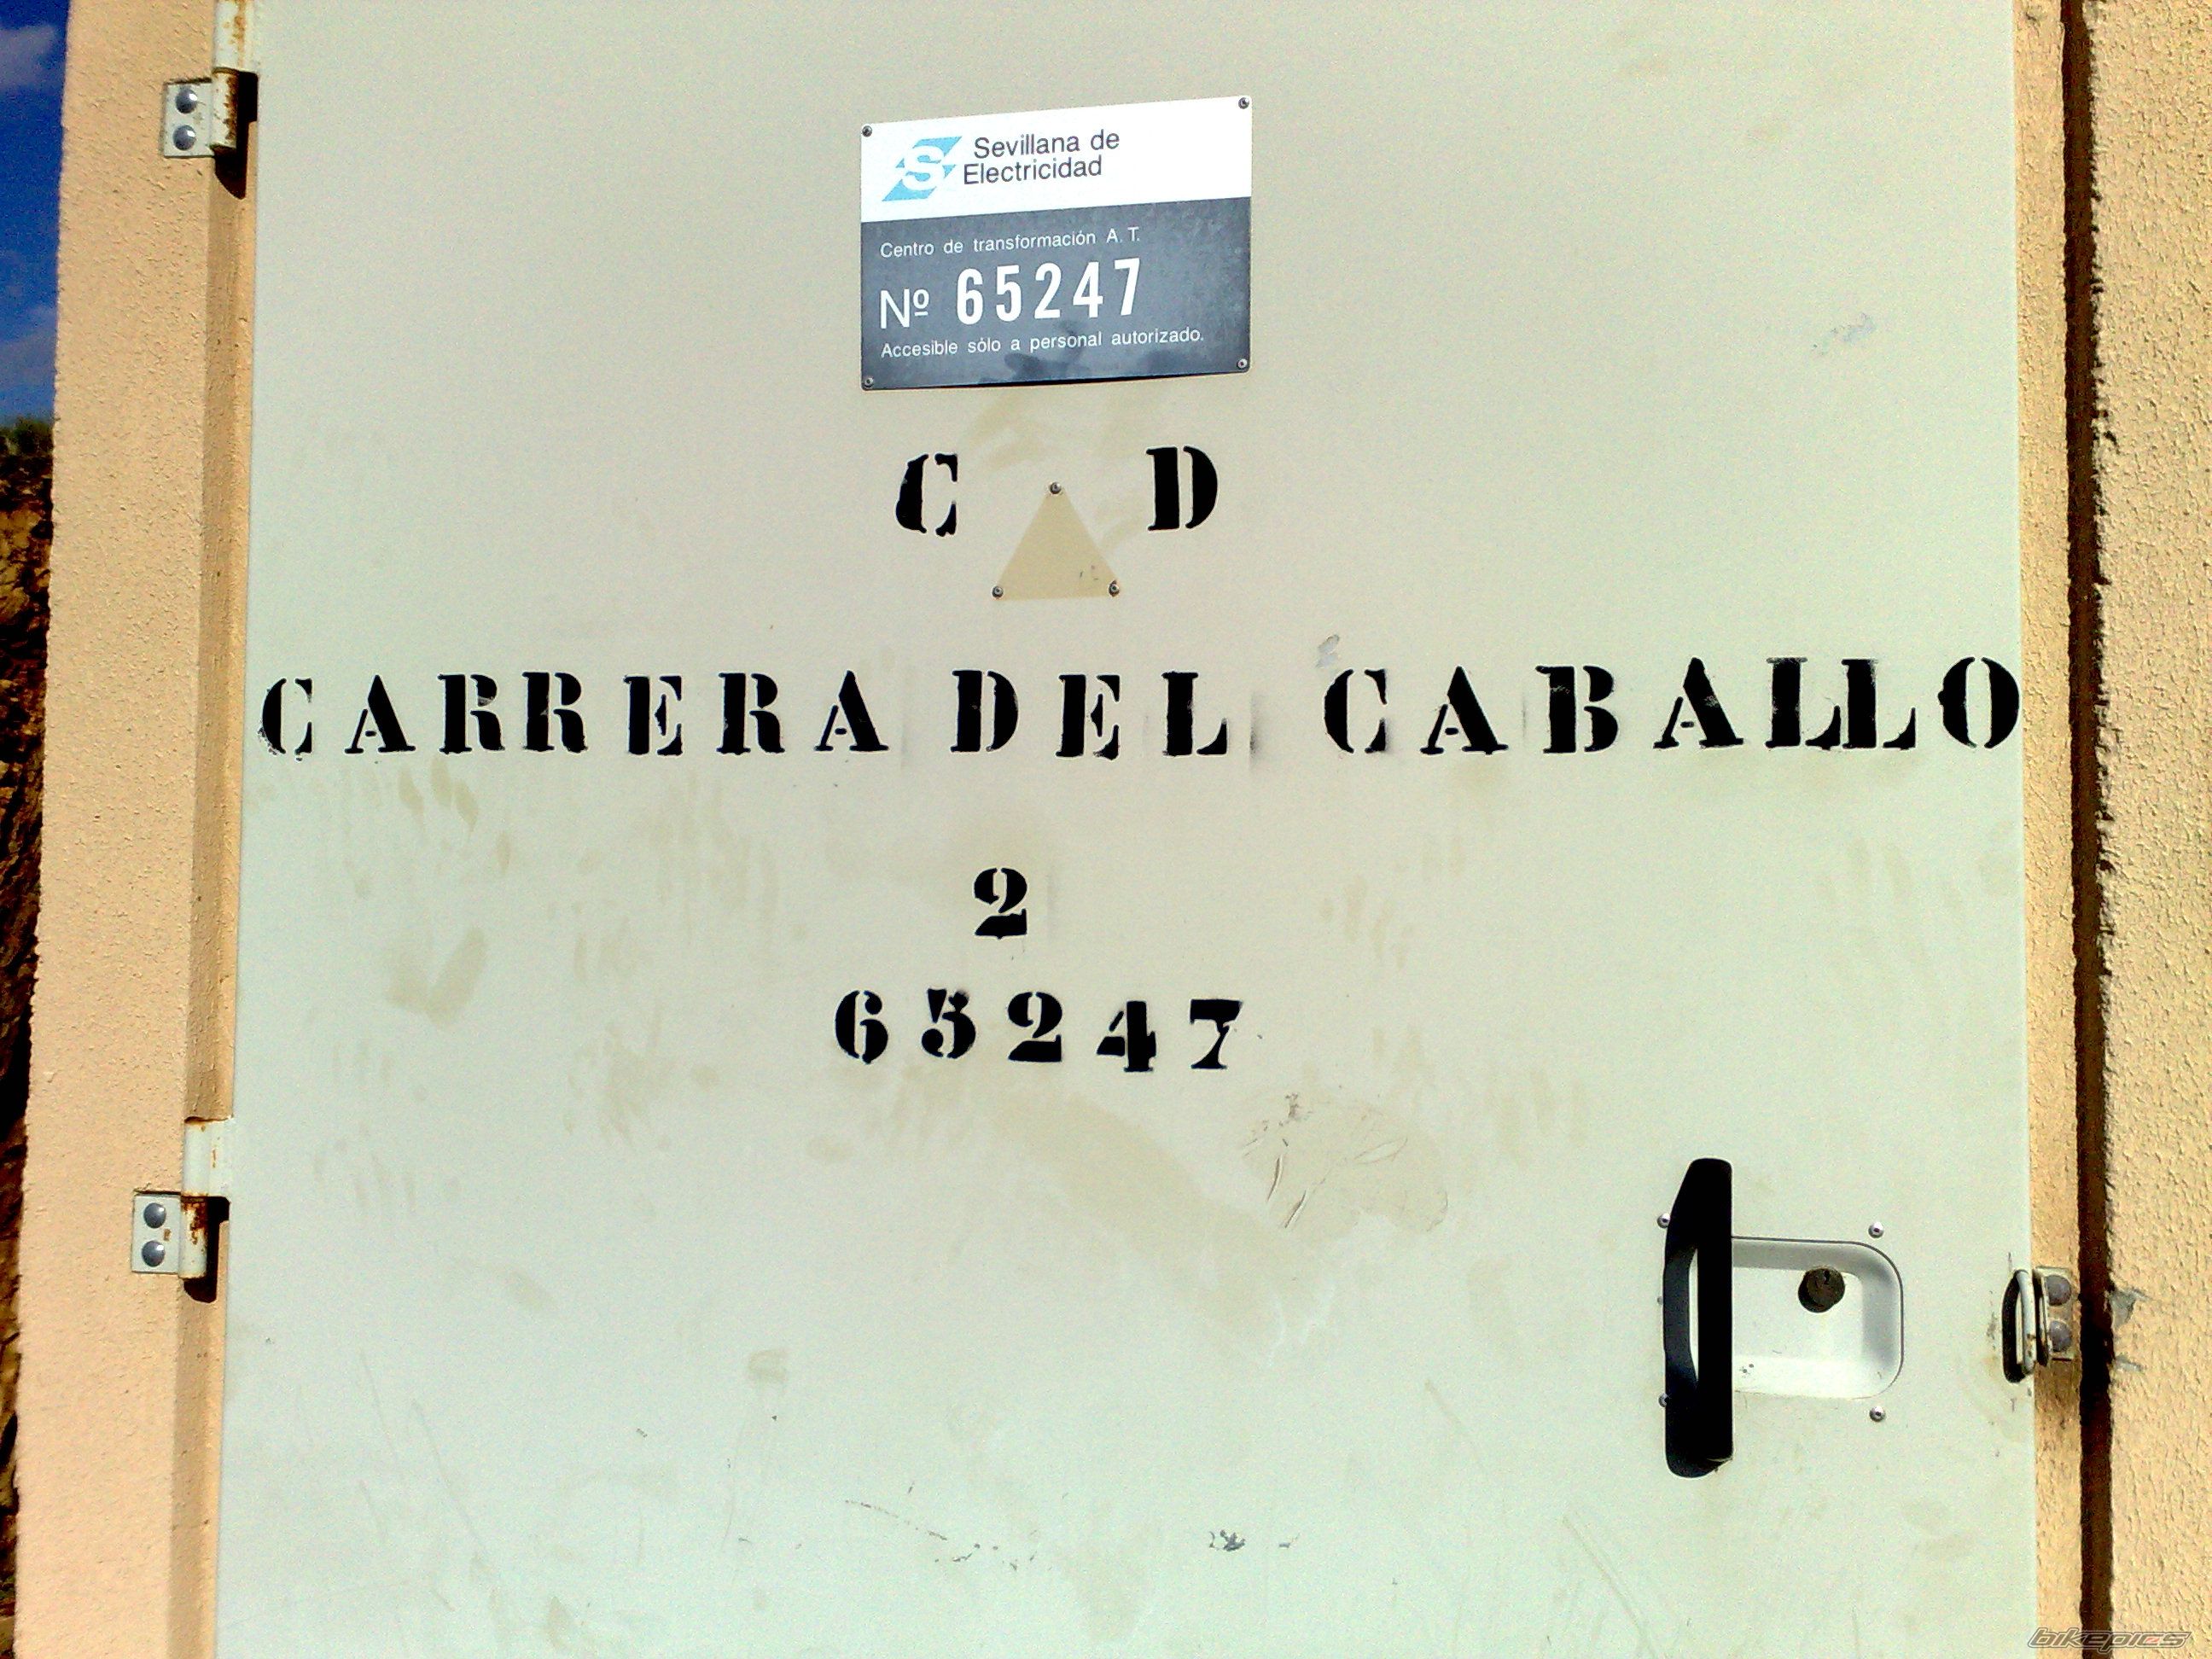 S Sevillana de
Electricidad
Centro de transformación A.T.
Nº 65247
Accesible sólo a personal autorizado.
C D
CARRERA DEL CABALLO
2
65247
bikepics